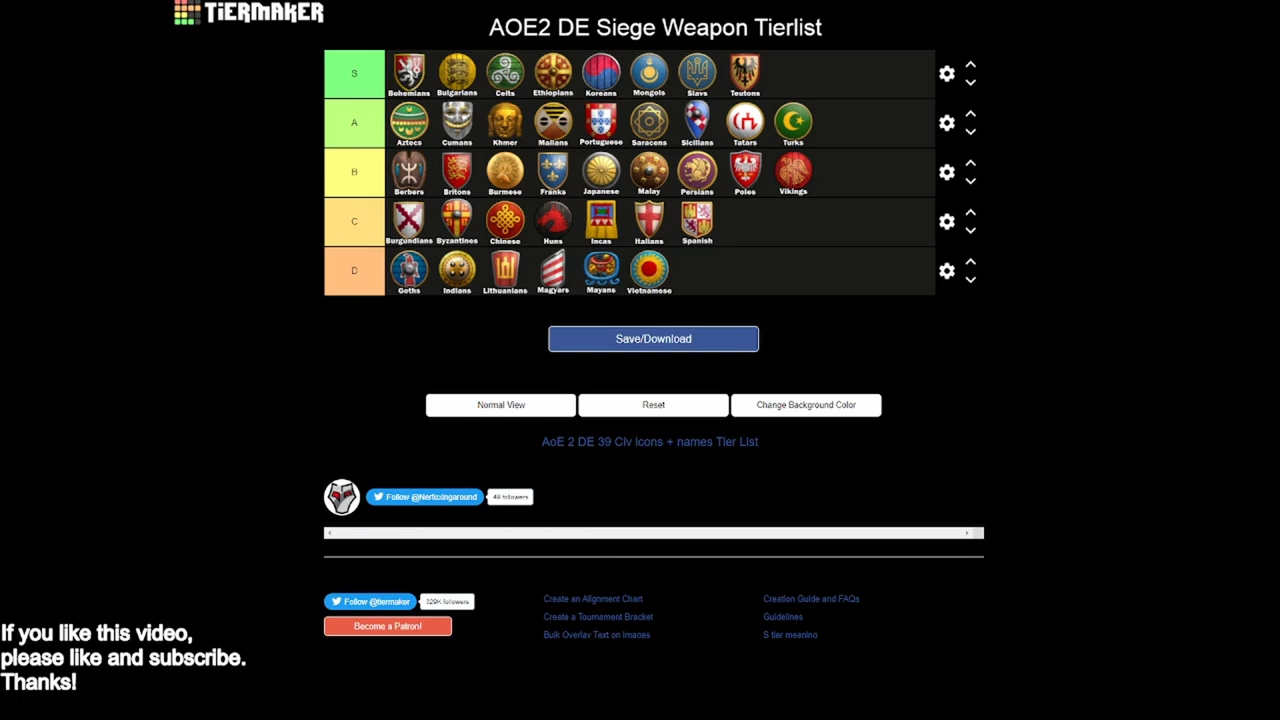 TiERMAKER
AOE2 DE Siege Weapon Tierlist
S
Bohemians Bulgarians Celts Ethiopians Koreans Mongols Slavs Teutons
A
Aztecs Cumans Khmer Malians Portuguese Saracens Sicilians Tatars Turks
B
Berbers Britons Burmese Franks Japanese Malay Persians Poles Vikings
C
Burgundians Byzantines Chinese Huns Incas Italians Spanish
D
Goths Indians Lithuanians Magyars Mayans Vietnamese
Save/Download
Normal View Reset Change Background Color
AoE 2 DE 39 Civ Icons + names Tier List
Follow @Nerfoxingaround 49 followers
Follow @tiermaker 329K followers
Become a Patron!
Create an Alignment Chart
Create a Tournament Bracket
Bulk Overlay Text on Images
Creation Guide and FAQs
Guidelines
S tier meaning
If you like this video,
please like and subscribe.
Thanks!